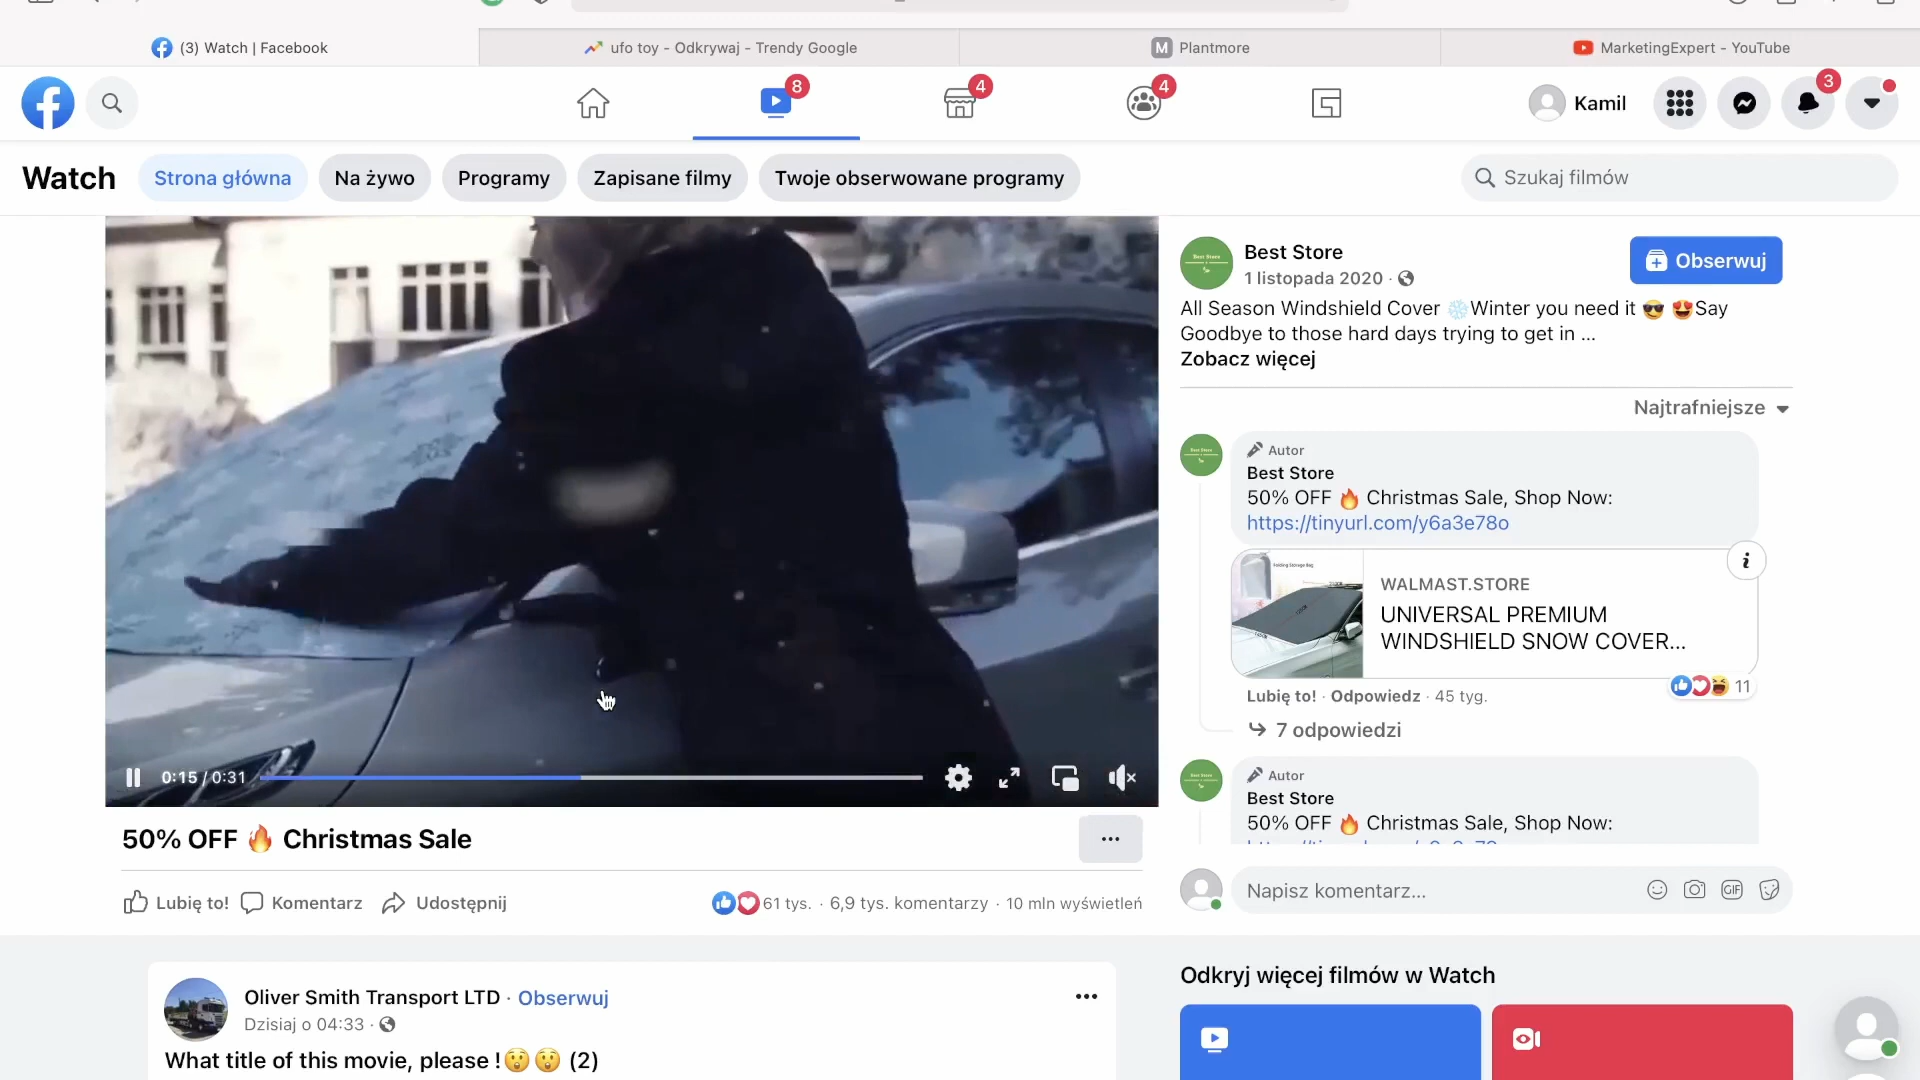 (3) Watch | Facebook
ufo toy - Odkrywaj - Trendy Google
M Plantmore
MarketingExpert - YouTube
8
4
4
Kamil
3
Watch
Strona główna
Na żywo
Programy
Zapisane filmy
Twoje obserwowane programy
Szukaj filmów
Best Store
1 listopada 2020 ·
Obserwuj
All Season Windshield Cover ❄️Winter you need it 😎 😍Say
Goodbye to those hard days trying to get in ...
Zobacz więcej
Najtrafniejsze
Autor
Best Store
50% OFF 🔥 Christmas Sale, Shop Now:
https://tinyurl.com/y6a3e78o
Folding Storage Bag
WALMAST.STORE
UNIVERSAL PREMIUM
WINDSHIELD SNOW COVER...
Lubię to! · Odpowiedz · 45 tyg.
11
7 odpowiedzi
Autor
Best Store
50% OFF 🔥 Christmas Sale, Shop Now:
Napisz komentarz...
GIF
0:15 / 0:31
50% OFF 🔥 Christmas Sale
Lubię to!
Komentarz
Udostępnij
61 tys. · 6,9 tys. komentarzy · 10 mln wyświetleń
Oliver Smith Transport LTD · Obserwuj
Dzisiaj o 04:33 ·
What title of this movie, please !😲😲 (2)
Odkryj więcej filmów w Watch